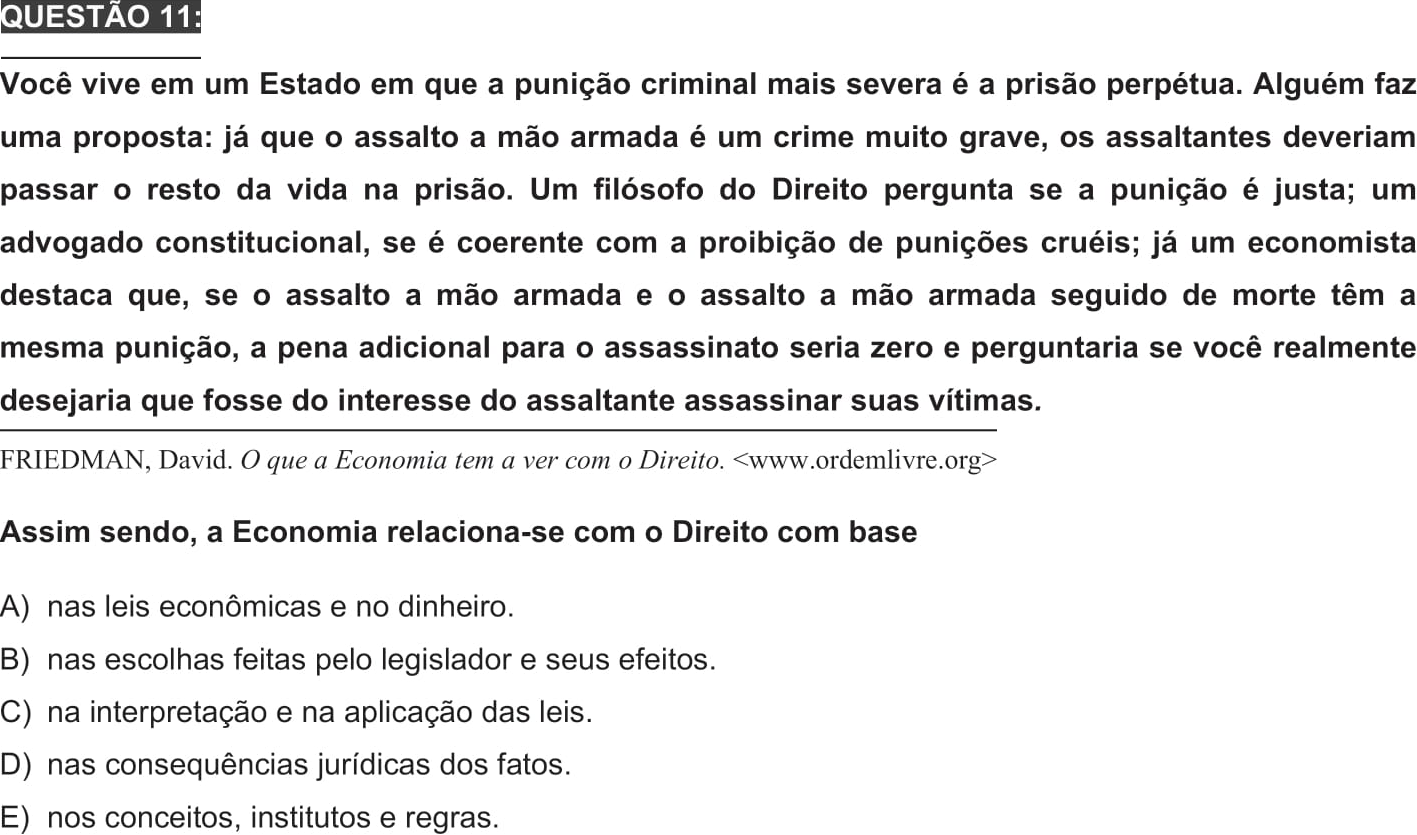 QUESTÃO 11:
Você vive em um Estado em que a punição criminal mais severa é a prisão perpétua. Alguém faz
uma proposta: já que o assalto a mão armada é um crime muito grave, os assaltantes deveriam
passar o resto da vida na prisão. Um filósofo do Direito pergunta se a punição é justa; um
advogado constitucional, se é coerente com a proibição de punições cruéis; já um economista
destaca que, se o assalto a mão armada e o assalto a mão armada seguido de morte têm a
mesma punição, a pena adicional para o assassinato seria zero e perguntaria se você realmente
desejaria que fosse do interesse do assaltante assassinar suas vítimas.
FRIEDMAN, David. O que a Economia tem a ver com o Direito. <www.ordemlivre.org>
Assim sendo, a Economia relaciona-se com o Direito com base
A) nas leis econômicas e no dinheiro.
B) nas escolhas feitas pelo legislador e seus efeitos.
C) na interpretação e na aplicação das leis.
D) nas consequências jurídicas dos fatos.
E) nos conceitos, institutos e regras.